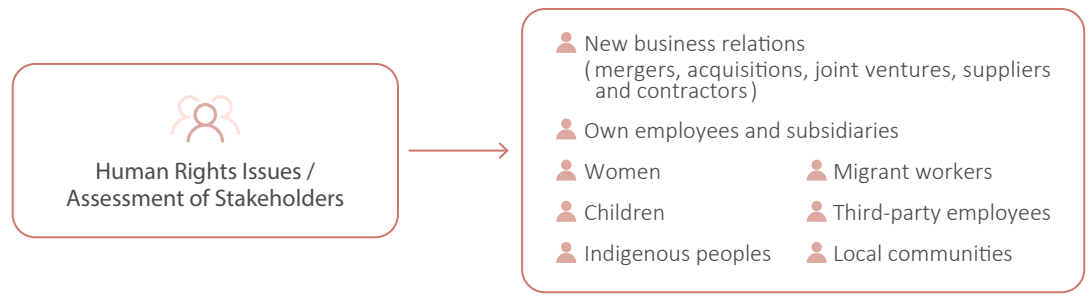 Human Rights Issues /
Assessment of Stakeholders
New business relations
( mergers, acquisitions, joint ventures, suppliers
and contractors )
Own employees and subsidiaries
Women
Migrant workers
Children
Third-party employees
Indigenous peoples
Local communities